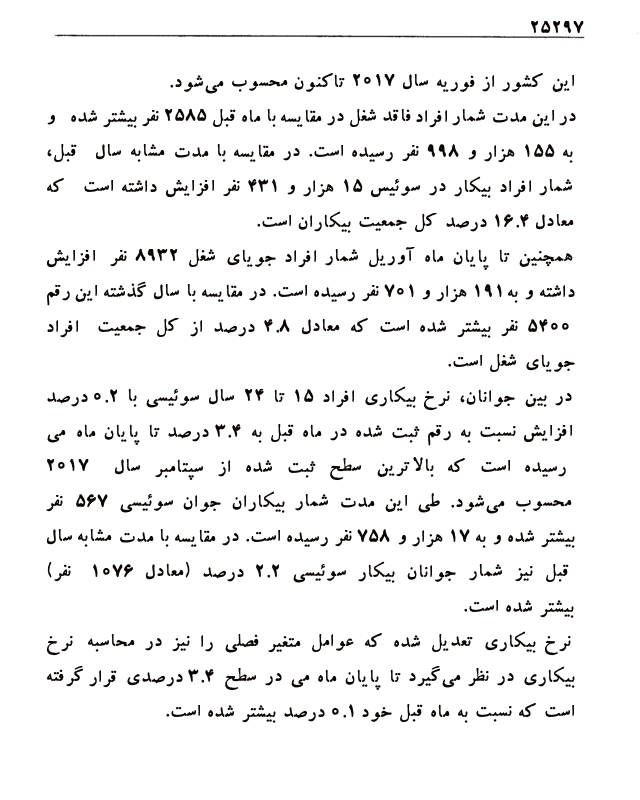 ۲۵۲۹۷
این کشور از فوریه سال ۲۰۱۷ تاکنون محسوب می‌شود.
در این مدت شمار افراد فاقد شغل در مقایسه با ماه قبل ۲۵۸۵ نفر بیشتر شده و
به ۱۵۵ هزار و ۹۹۸ نفر رسیده است. در مقایسه با مدت مشابه سال قبل،
شمار افراد بیکار در سوئیس ۱۵ هزار و ۴۳۱ نفر افزایش داشته است که
معادل ۱۶.۴ درصد کل جمعیت بیکاران است.
همچنین تا پایان ماه آوریل شمار افراد جویای شغل ۸۹۳۲ نفر افزایش
داشته و به ۱۹۱ هزار و ۷۰۱ نفر رسیده است. در مقایسه با سال گذشته این رقم
۵۴۰۰ نفر بیشتر شده است که معادل ۴.۸ درصد از کل جمعیت افراد
جویای شغل است.
در بین جوانان، نرخ بیکاری افراد ۱۵ تا ۲۴ سال سوئیسی با ۰.۲ درصد
افزایش نسبت به رقم ثبت شده در ماه قبل به ۳.۴ درصد تا پایان ماه می
رسیده است که بالاترین سطح ثبت شده از سپتامبر سال ۲۰۱۷
محسوب می‌شود. طی این مدت شمار بیکاران جوان سوئیسی ۵۶۷ نفر
بیشتر شده و به ۱۷ هزار و ۷۵۸ نفر رسیده است. در مقایسه با مدت مشابه سال
قبل نیز شمار جوانان بیکار سوئیسی ۲.۲ درصد (معادل ۱۰۷۶ نفر)
بیشتر شده است.
نرخ بیکاری تعدیل شده که عوامل متغیر فصلی را نیز در محاسبه نرخ
بیکاری در نظر می‌گیرد تا پایان ماه می در سطح ۳.۴ درصدی قرار گرفته
است که نسبت به ماه قبل خود ۰.۱ درصد بیشتر شده است.